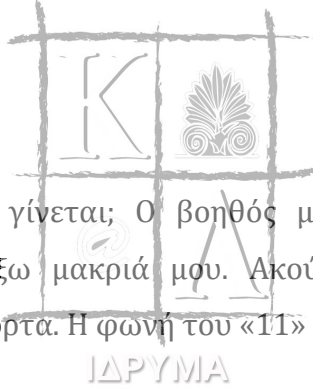 Κ
γίνεται; Ο βοηθός μ
ξω μακριά μου. Ακού
ρτα. Η φωνή του «11»
Λ
ΙΔΡΥΜΑ